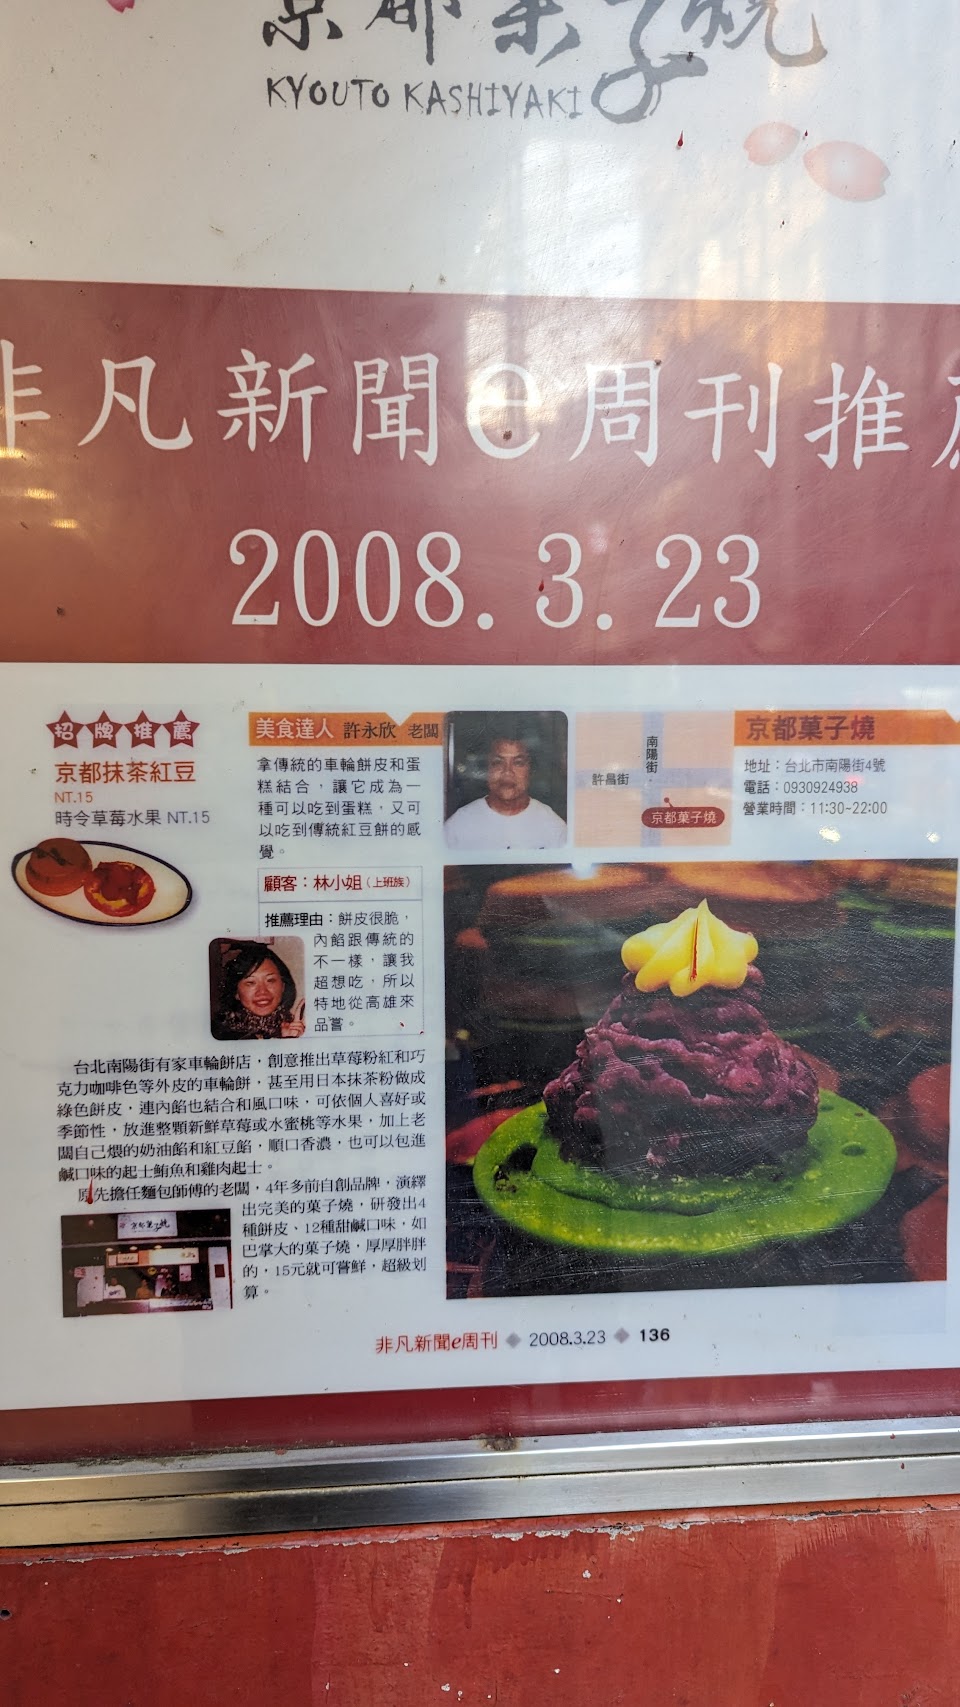 京都菓子燒
KYOUTO KASHIYAKI
非凡新聞e周刊推薦
2008.3.23
招牌推薦
京都抹茶紅豆
NT.15
時令草莓水果 NT.15
美食達人 許永欣 老闆
拿傳統的車輪餅皮和蛋
糕結合，讓它成為一
種可以吃到蛋糕，又可
以吃到傳統紅豆餅的感
覺。
顧客：林小姐（上班族）
推薦理由：餅皮很脆，
內餡跟傳統的
不一樣，讓我
超想吃，所以
特地從高雄來
品嘗。
南陽街
許昌街
京都菓子燒
京都菓子燒
地址：台北市南陽街4號
電話：0930924938
營業時間：11:30~22:00
台北南陽街有家車輪餅店，創意推出草莓粉紅和巧
克力咖啡色等外皮的車輪餅，甚至用日本抹茶粉做成
綠色餅皮，連內餡也結合和風口味，可依個人喜好或
季節性，放進整顆新鮮草莓或水蜜桃等水果，加上老
闆自己煨的奶油餡和紅豆餡，順口香濃，也可以包進
鹹口味的起士鮪魚和雞肉起士。
原先擔任麵包師傅的老闆，4年多前自創品牌，演繹
出完美的菓子燒，研發出4
種餅皮、12種甜鹹口味，如
巴掌大的菓子燒，厚厚胖胖
的，15元就可嘗鮮，超級划
算。
京都菓子燒
非凡新聞e周刊 ◆ 2008.3.23 ◆ 136